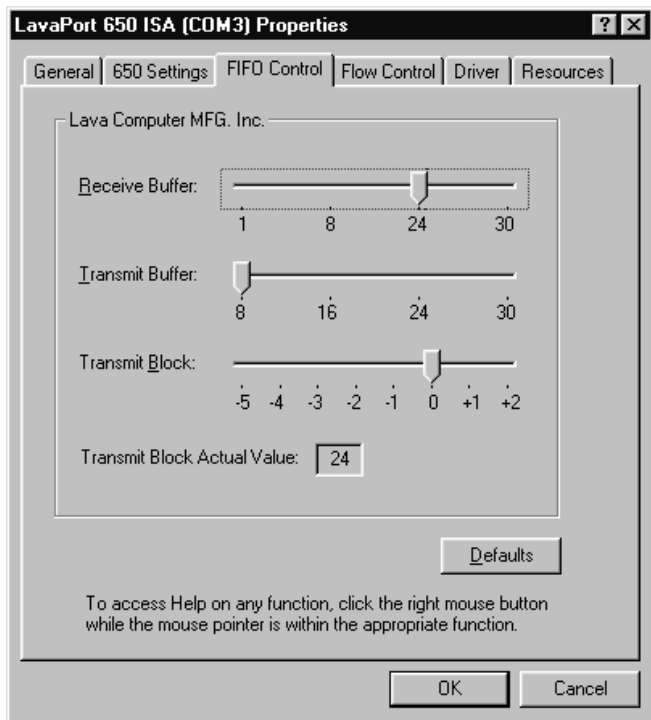 LavaPort 650 ISA (COM3) Properties ? X
General 650 Settings FIFO Control Flow Control Driver Resources
Lava Computer MFG. Inc.
Receive Buffer:
1 8 24 30
Transmit Buffer:
8 16 24 30
Transmit Block:
-5 -4 -3 -2 -1 0 +1 +2
Transmit Block Actual Value: 24
Defaults
To access Help on any function, click the right mouse button
while the mouse pointer is within the appropriate function.
OK Cancel